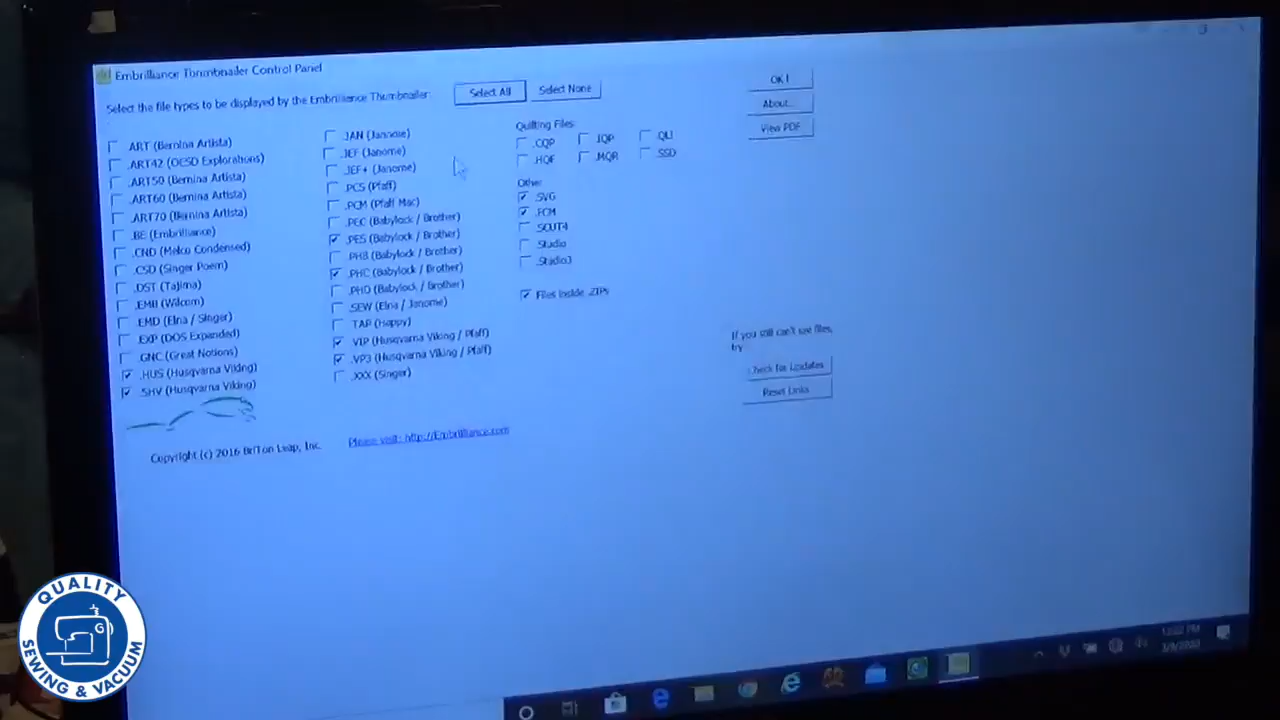 Embrilliance Thumbnailer Control Panel
Select the file types to be displayed by the Embrilliance Thumbnailer:
Select All
Select None
OK!
About...
View PDF
.ART (Bernina Artista)
.ART42 (OESD Explorations)
.ART50 (Bernina Artista)
.ART60 (Bernina Artista)
.ART70 (Bernina Artista)
.BE (Embrilliance)
.CND (Melco Condensed)
.CSD (Singer Poem)
.DST (Tajima)
.EMB (Wilcom)
.EMD (Elna / Singer)
.EXP (DOS Expanded)
.GNC (Great Notions)
.HUS (Husqvarna Viking)
.SHV (Husqvarna Viking)
.JAN (Janome)
.JEF (Janome)
.JEF+ (Janome)
.PCS (Pfaff)
.PCM (Pfaff Mac)
.PEC (Babylock / Brother)
.PES (Babylock / Brother)
.PHB (Babylock / Brother)
.PHC (Babylock / Brother)
.PHD (Babylock / Brother)
.SEW (Elna / Janome)
.TAP (Happy)
.VIP (Husqvarna Viking / Pfaff)
.VP3 (Husqvarna Viking / Pfaff)
.XXX (Singer)
Quilting Files:
.CQP
.IQP
.QLI
.HQF
.MQR
.SSD
Other:
.SVG
.FCM
.SCUT4
.Studio
.Studio3
Files inside .ZIPs
If you still can't see files,
try:
Check for Updates
Reset Links
Copyright (c) 2016 BriTon Leap, Inc.
Please visit: http://Embrilliance.com
12:02 PM
QUALITY
G
SEWING & VACUUM